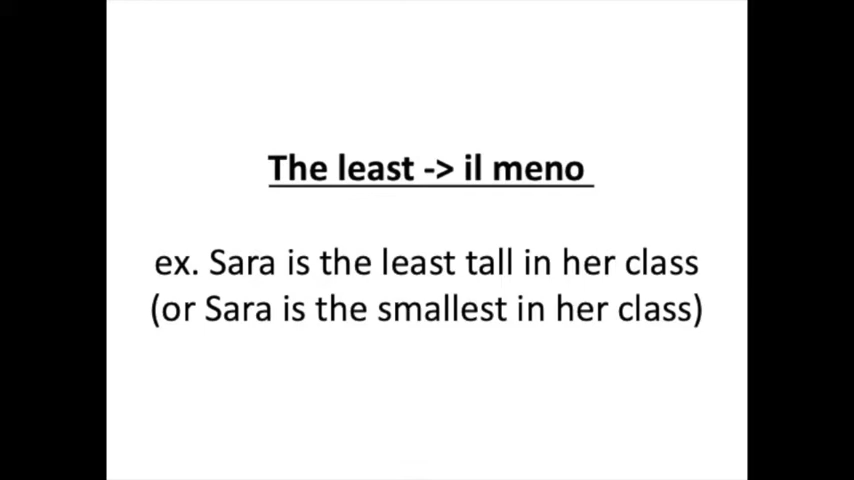 The least -> il meno
ex. Sara is the least tall in her class
(or Sara is the smallest in her class)